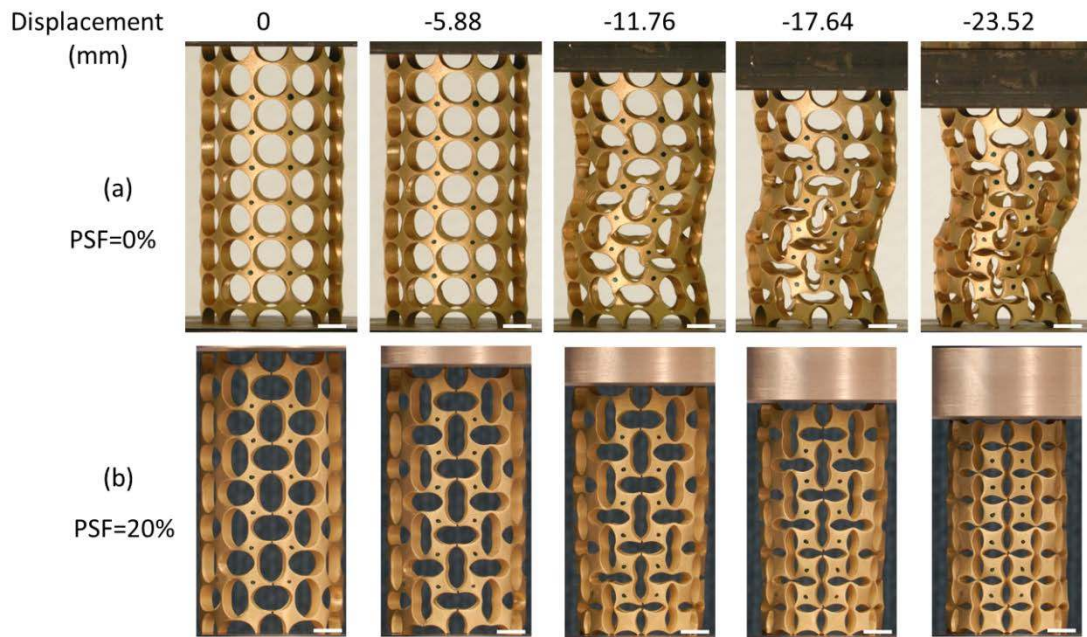 Displacement 0 -5.88 -11.76 -17.64 -23.52
(mm)
(a)
PSF=0%
(b)
PSF=20%